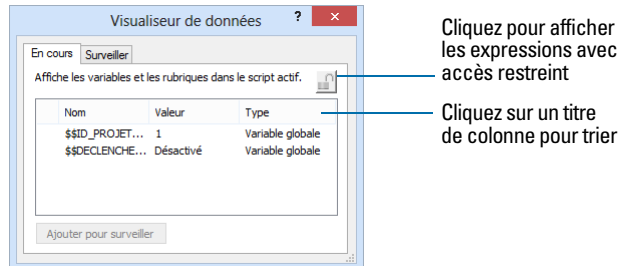 Visualiseur de données
?
×
En cours Surveiller
Affiche les variables et les rubriques dans le script actif.
Nom Valeur Type
$$ID_PROJET... 1 Variable globale
$$DECLENCHE... Désactivé Variable globale
Ajouter pour surveiller
Cliquez pour afficher
les expressions avec
accès restreint
Cliquez sur un titre
de colonne pour trier